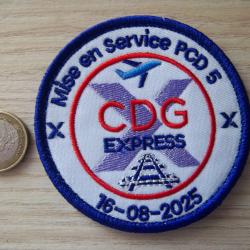 Mise en Service PCD 5
X X
CDG
EXPRESS
16-08-2025